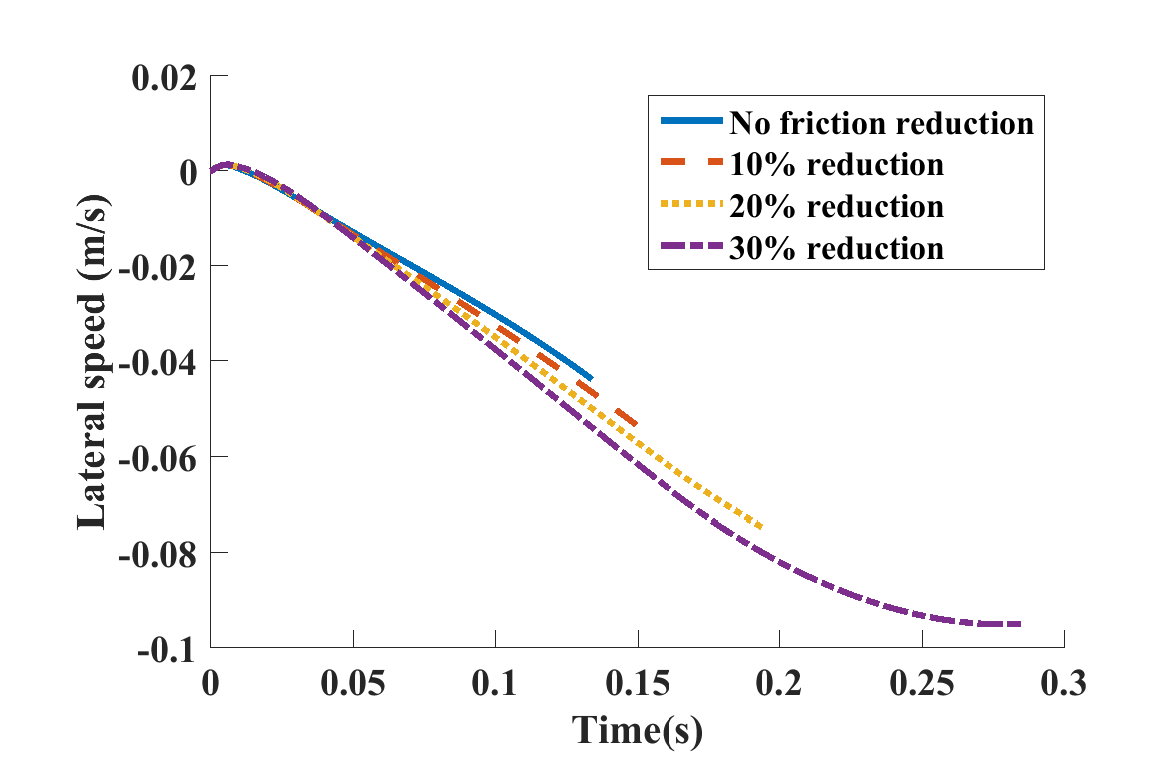 0.02
0
-0.02
-0.04
-0.06
-0.08
-0.1
Lateral speed (m/s)
No friction reduction
10% reduction
20% reduction
30% reduction
0 0.05 0.1 0.15 0.2 0.25 0.3
Time(s)